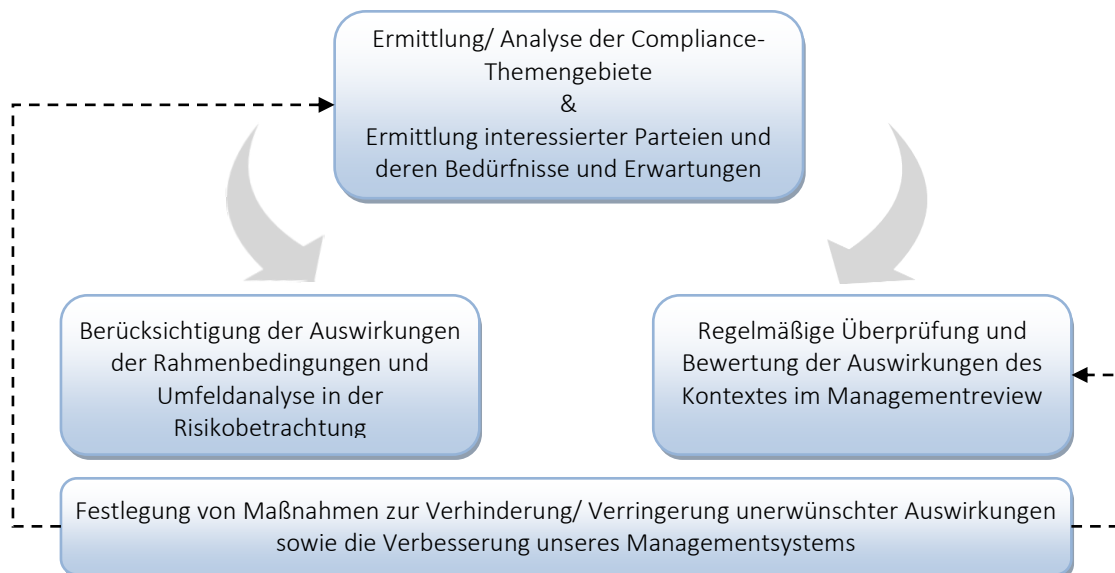 Ermittlung/ Analyse der Compliance-
Themengebiete
&
Ermittlung interessierter Parteien und
deren Bedürfnisse und Erwartungen
Berücksichtigung der Auswirkungen
der Rahmenbedingungen und
Umfeldanalyse in der
Risikobetrachtung
Regelmäßige Überprüfung und
Bewertung der Auswirkungen des
Kontextes im Managementreview
Festlegung von Maßnahmen zur Verhinderung/ Verringerung unerwünschter Auswirkungen
sowie die Verbesserung unseres Managementsystems